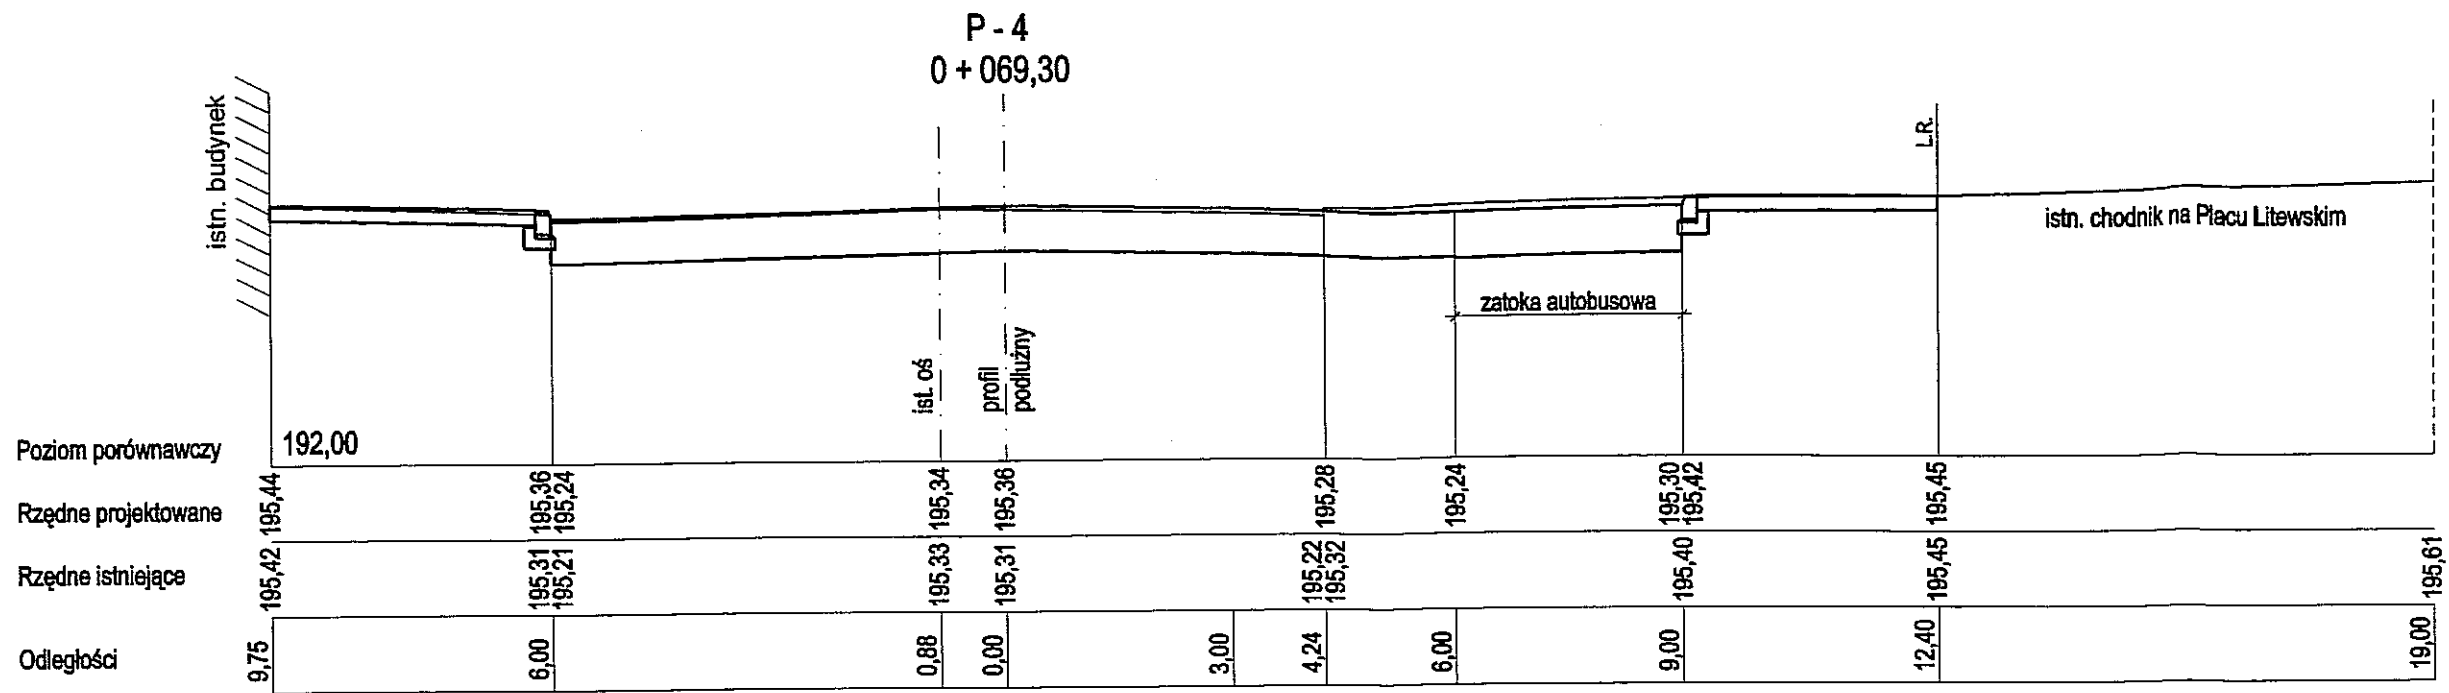 P - 4
0 + 069,30
istn. budynek
L.R.
istn. chodnik na Placu Litewskim
zatoka autobusowa
ist. oś
profil
podłużny
Poziom porównawczy
192,00
Rzędne projektowane
195,44 195,36 195,24 195,34 195,36 195,28 195,24 195,30 195,42 195,45
Rzędne istniejące
195,42 195,31 195,21 195,33 195,31 195,22 195,32 195,40 195,45 195,61
Odległości
9,75 6,00 0,88 0,00 3,00 4,24 6,00 9,00 12,40 19,00